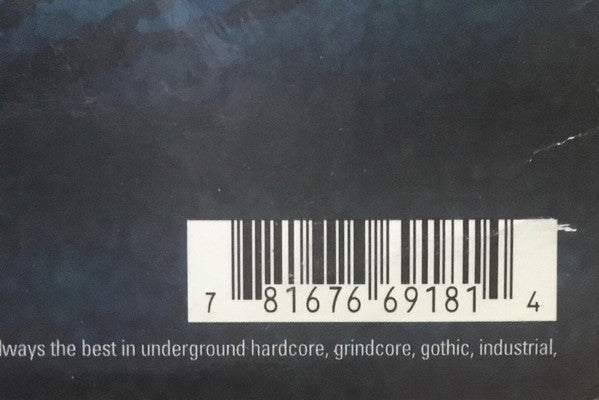 7 81676 69181 4
lways the best in underground hardcore, grindcore, gothic, industrial,